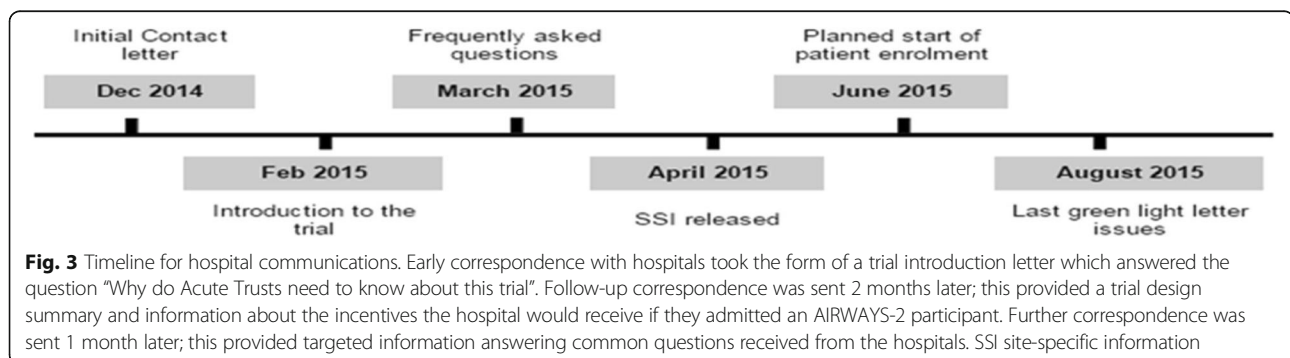 Initial Contact
letter
Dec 2014
Frequently asked
questions
March 2015
Planned start of
patient enrolment
June 2015
Feb 2015
Introduction to the
trial
April 2015
SSI released
August 2015
Last green light letter
issues
Fig. 3 Timeline for hospital communications. Early correspondence with hospitals took the form of a trial introduction letter which answered the
question “Why do Acute Trusts need to know about this trial”. Follow-up correspondence was sent 2 months later; this provided a trial design
summary and information about the incentives the hospital would receive if they admitted an AIRWAYS-2 participant. Further correspondence was
sent 1 month later; this provided targeted information answering common questions received from the hospitals. SSI site-specific information